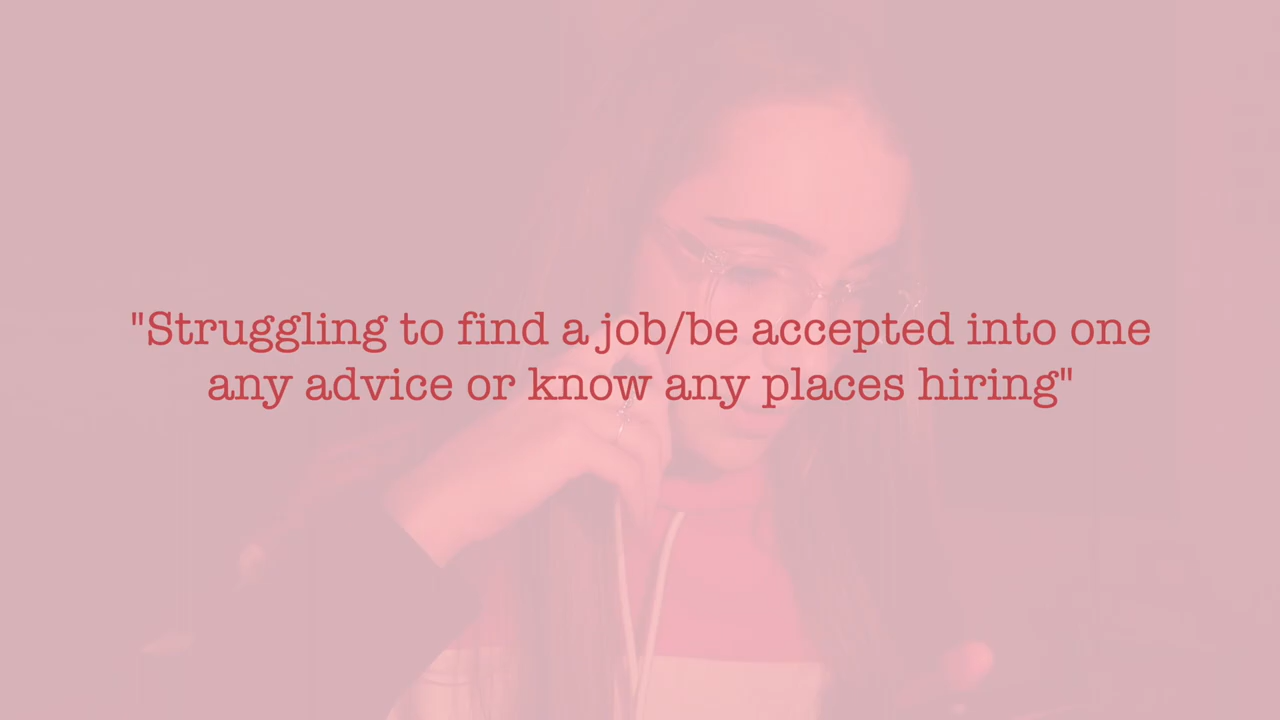 "Struggling to find a job/be accepted into one
any advice or know any places hiring"